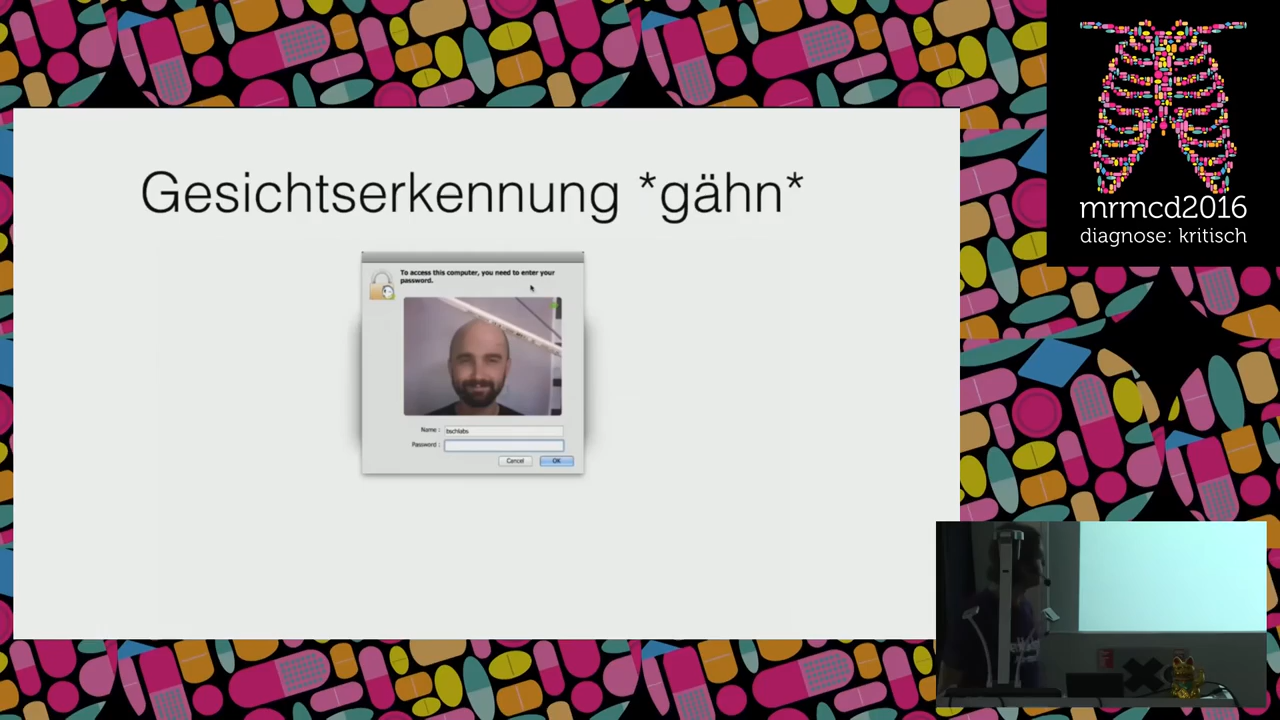 Gesichtserkennung *gähn*
To access this computer, you need to enter your
password.
Name :
bschlabs
Password :
Cancel
OK
mrmcd2016
diagnose: kritisch